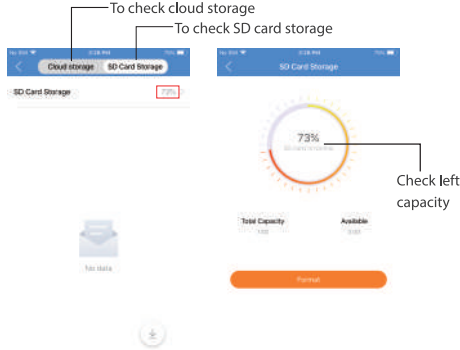 To check cloud storage
To check SD card storage
Cloud storage SD Card Storage
SD Card Storage 73%
No data
SD Card Storage
73%
Check left
capacity
Total Capacity Available
Format